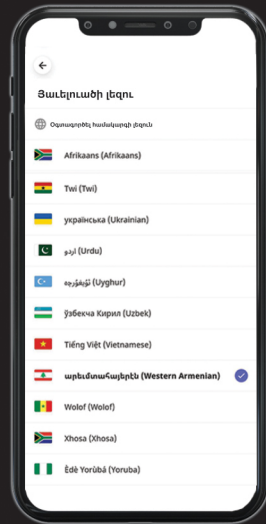 Յաւելուածի լեզու
Օգտագործել համակարգի լեզուն
Afrikaans (Afrikaans)
Twi (Twi)
українська (Ukrainian)
اردو (Urdu)
ئۇيغۇرچە (Uyghur)
ўзбекча Кирил (Uzbek)
Tiếng Việt (Vietnamese)
արեւմտահայերէն (Western Armenian)
Wolof (Wolof)
Xhosa (Xhosa)
Èdè Yorùbá (Yoruba)